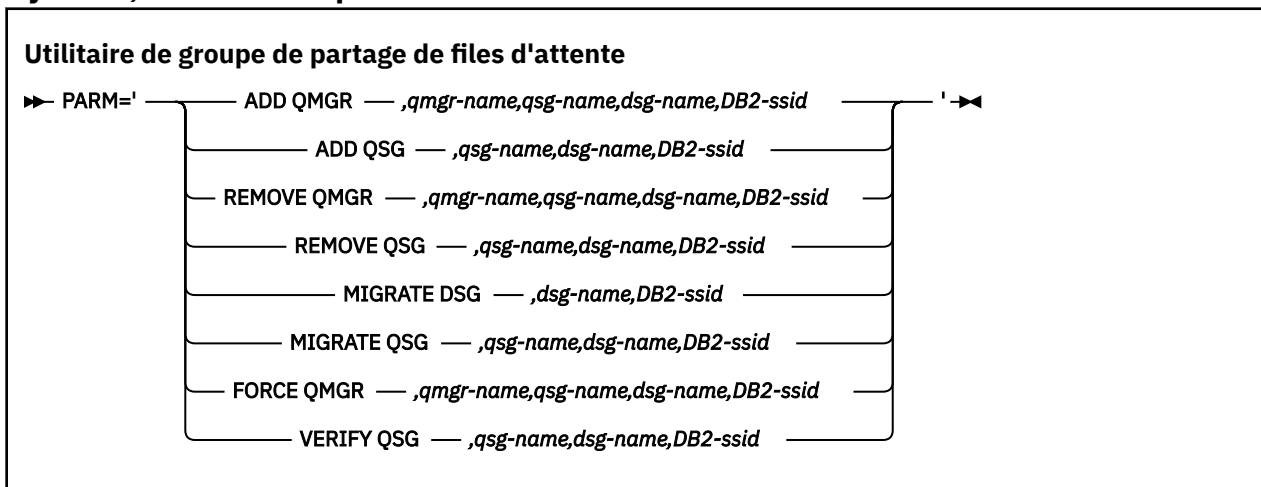 Utilitaire de groupe de partage de files d'attente
PARM=' ADD QMGR ,qmgr-name,qsg-name,dsg-name,DB2-ssid '
ADD QSG ,qsg-name,dsg-name,DB2-ssid
REMOVE QMGR ,qmgr-name,qsg-name,dsg-name,DB2-ssid
REMOVE QSG ,qsg-name,dsg-name,DB2-ssid
MIGRATE DSG ,dsg-name,DB2-ssid
MIGRATE QSG ,qsg-name,dsg-name,DB2-ssid
FORCE QMGR ,qmgr-name,qsg-name,dsg-name,DB2-ssid
VERIFY QSG ,qsg-name,dsg-name,DB2-ssid